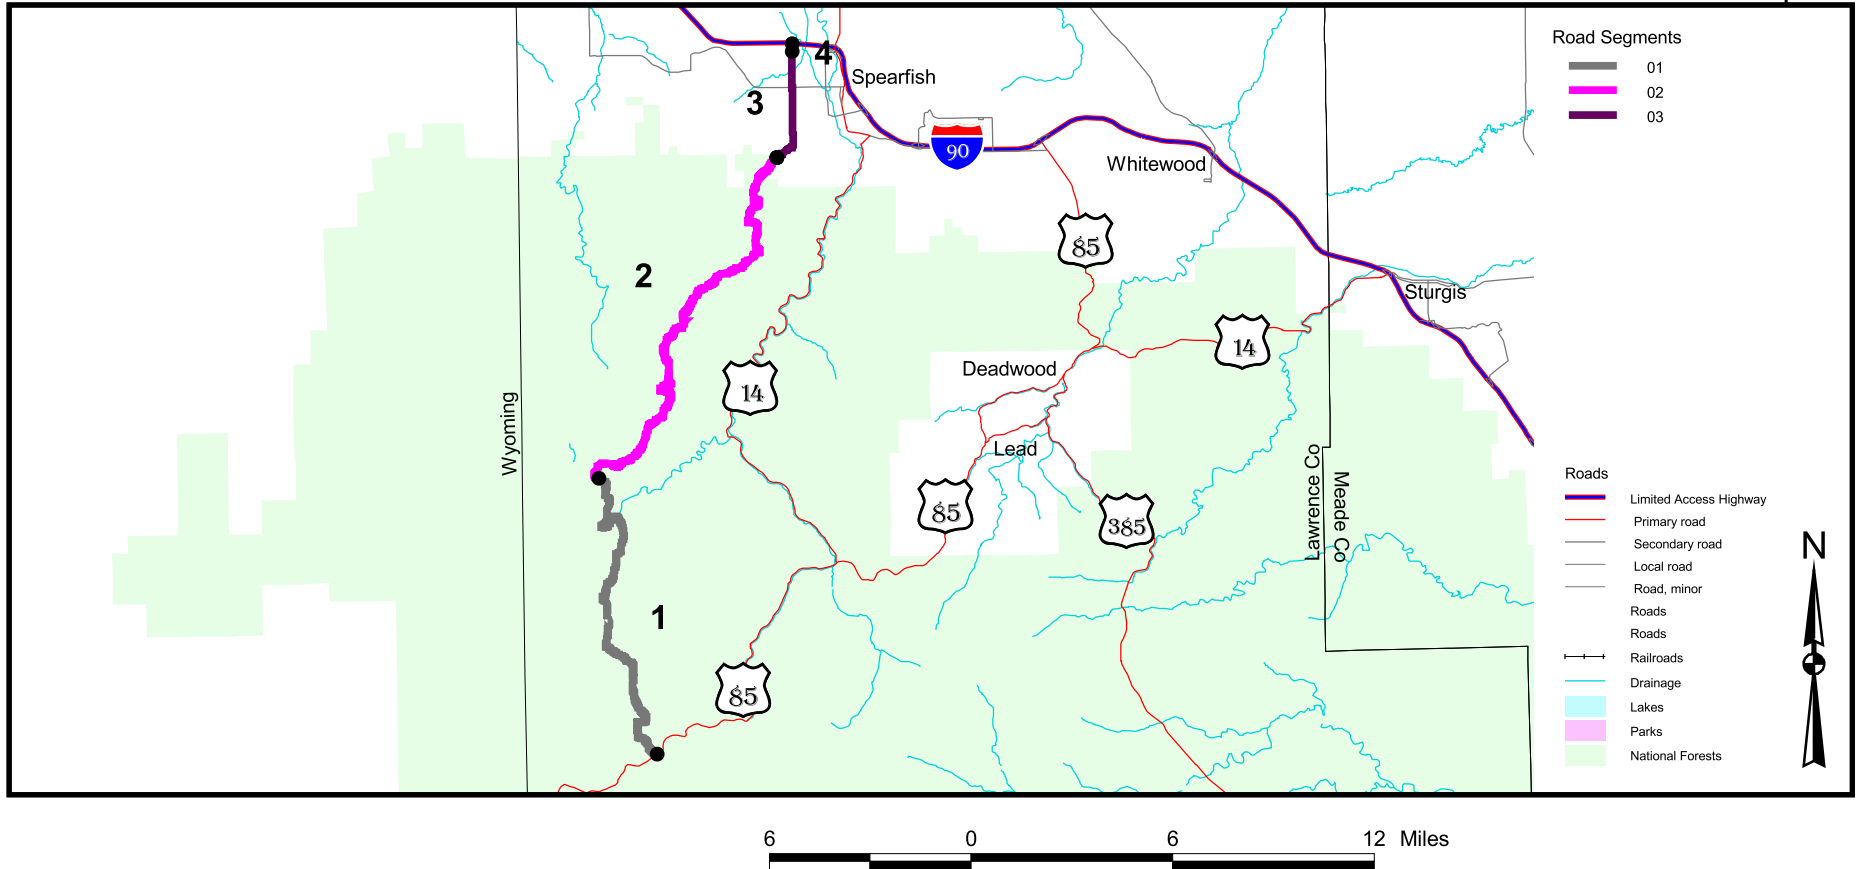 Road Segments
01
02
03
4
Spearfish
3
90
Whitewood
85
2
Sturgis
14
Deadwood
14
Wyoming
Lead
Lawrence Co
Meade Co
85
385
1
85
Roads
Limited Access Highway
Primary road
Secondary road
Local road
Road, minor
Roads
Roads
Railroads
Drainage
Lakes
Parks
National Forests
N
6 0 6 12 Miles